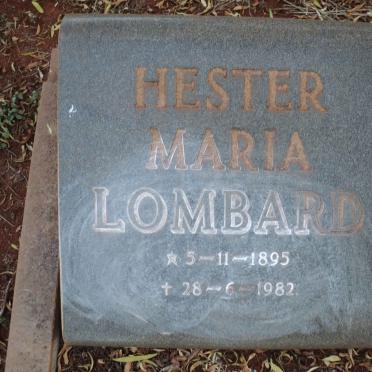 HESTER
MARIA
LOMBARD
☆ 5-11-1895
✝ 28-6-1982